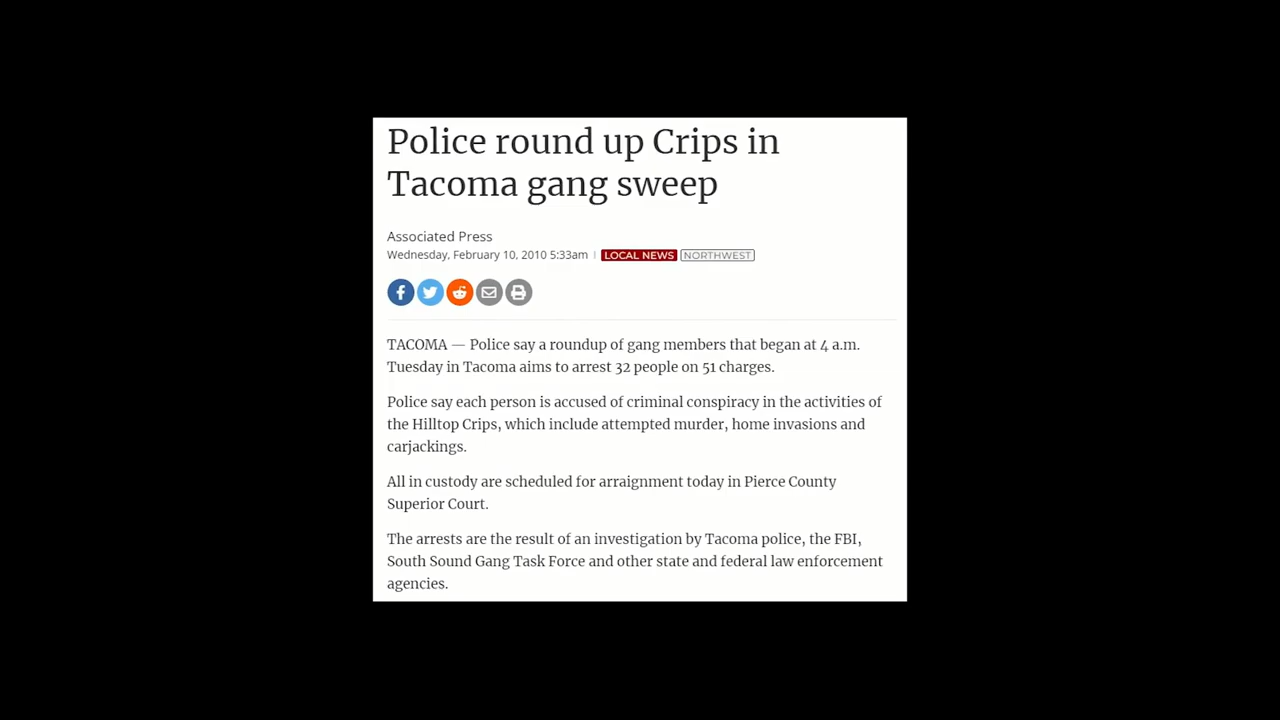 Police round up Crips in
Tacoma gang sweep
Associated Press
Wednesday, February 10, 2010 5:33am | LOCAL NEWS NORTHWEST
TACOMA — Police say a roundup of gang members that began at 4 a.m.
Tuesday in Tacoma aims to arrest 32 people on 51 charges.
Police say each person is accused of criminal conspiracy in the activities of
the Hilltop Crips, which include attempted murder, home invasions and
carjackings.
All in custody are scheduled for arraignment today in Pierce County
Superior Court.
The arrests are the result of an investigation by Tacoma police, the FBI,
South Sound Gang Task Force and other state and federal law enforcement
agencies.